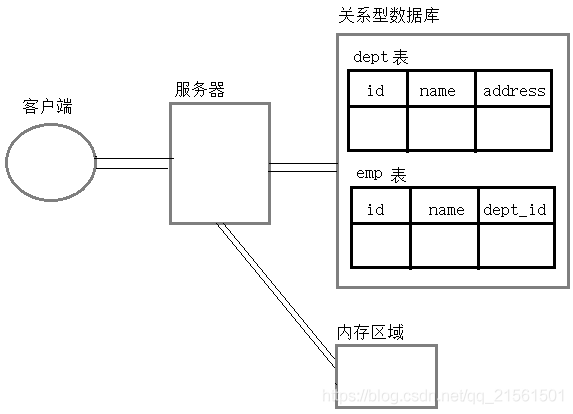 关系型数据库
dept 表
id name address
服务器
客户端
emp 表
id name dept_id
内存区域
https://blog.csdn.net/qq_21561501